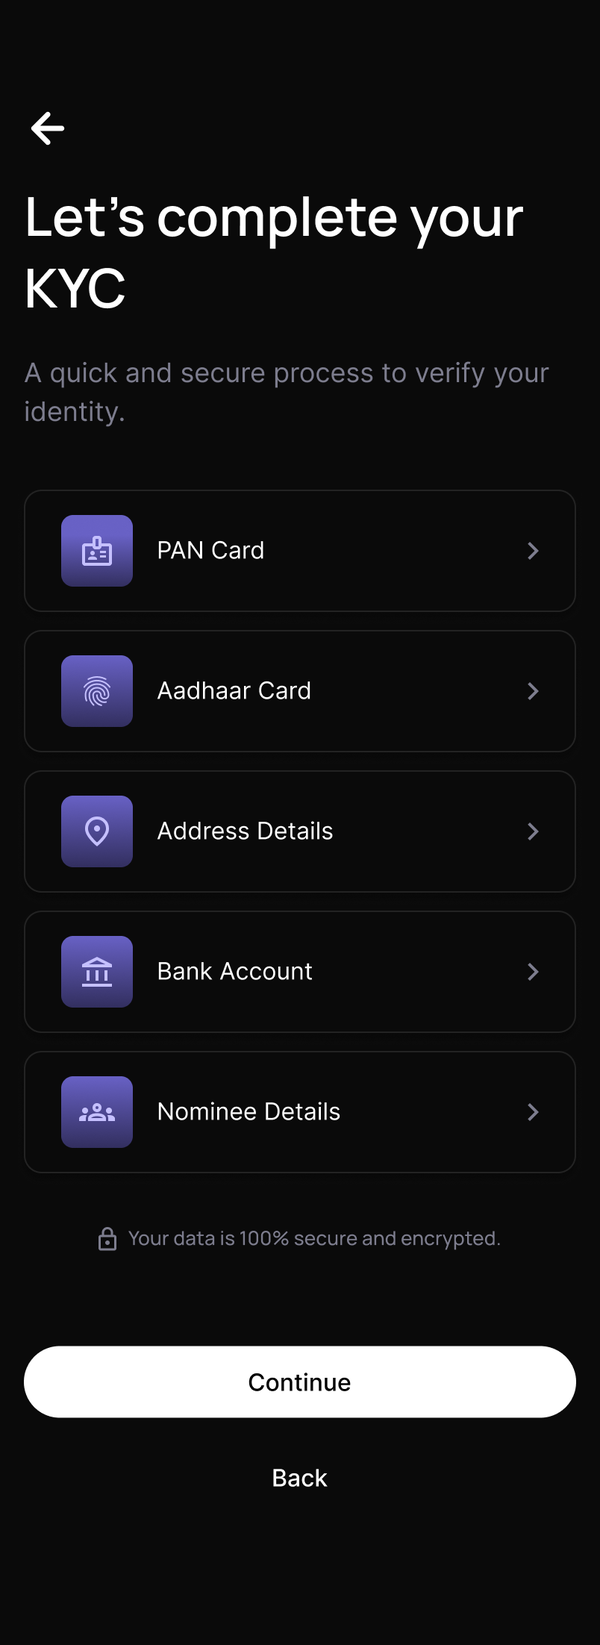 Let’s complete your
KYC
A quick and secure process to verify your
identity.
PAN Card
Aadhaar Card
Address Details
Bank Account
Nominee Details
Your data is 100% secure and encrypted.
Continue
Back